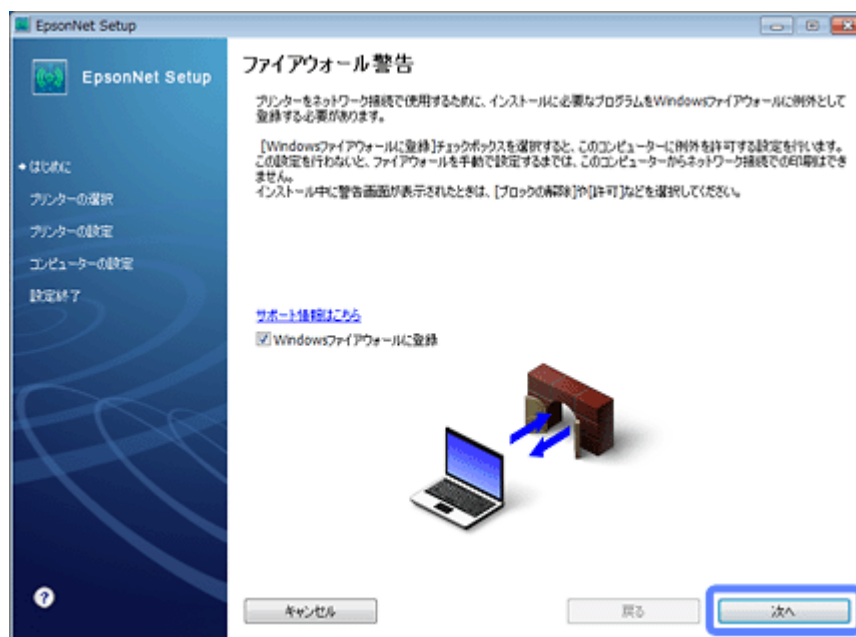 EpsonNet Setup
EpsonNet Setup
はじめに
プリンターの選択
プリンターの設定
コンピューターの設定
設定終了
ファイアウォール警告
プリンターをネットワーク接続で使用するために、インストールに必要なプログラムをWindowsファイアウォールに例外として
登録する必要があります。
[Windowsファイアウォールに登録]チェックボックスを選択すると、このコンピューターに例外を許可する設定を行います。
この設定を行わないと、ファイアウォールを手動で設定するまでは、このコンピューターからネットワーク接続での印刷はでき
ません。
インストール中に警告画面が表示されたときは、[ブロックの解除]や[許可]などを選択してください。
サポート情報はこちら
Windowsファイアウォールに登録
?
キャンセル
戻る
次へ